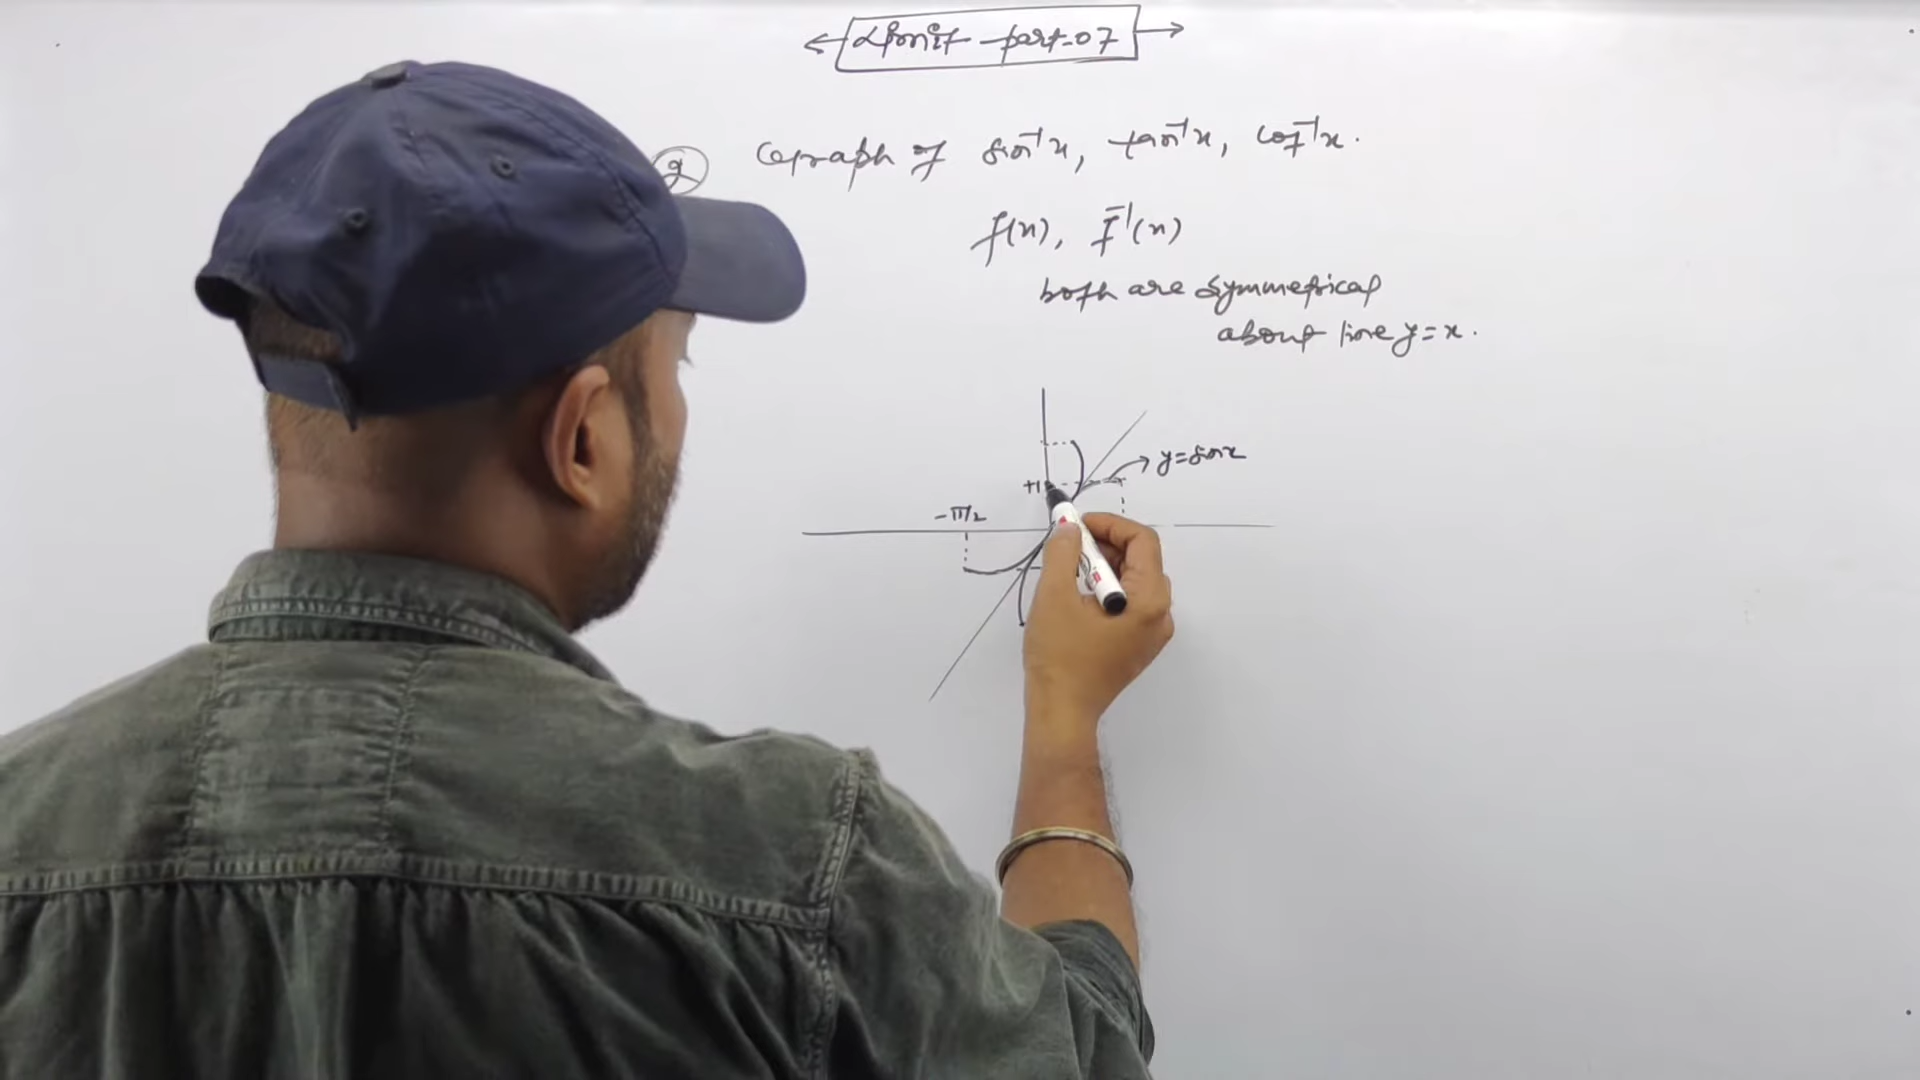 Limit part-07
9 Graph of sin⁻¹x, tan⁻¹x, cot⁻¹x.
f(x), f⁻¹(x)
both are symmetrical
about line y = x.
y = sinx
+1
-π/2